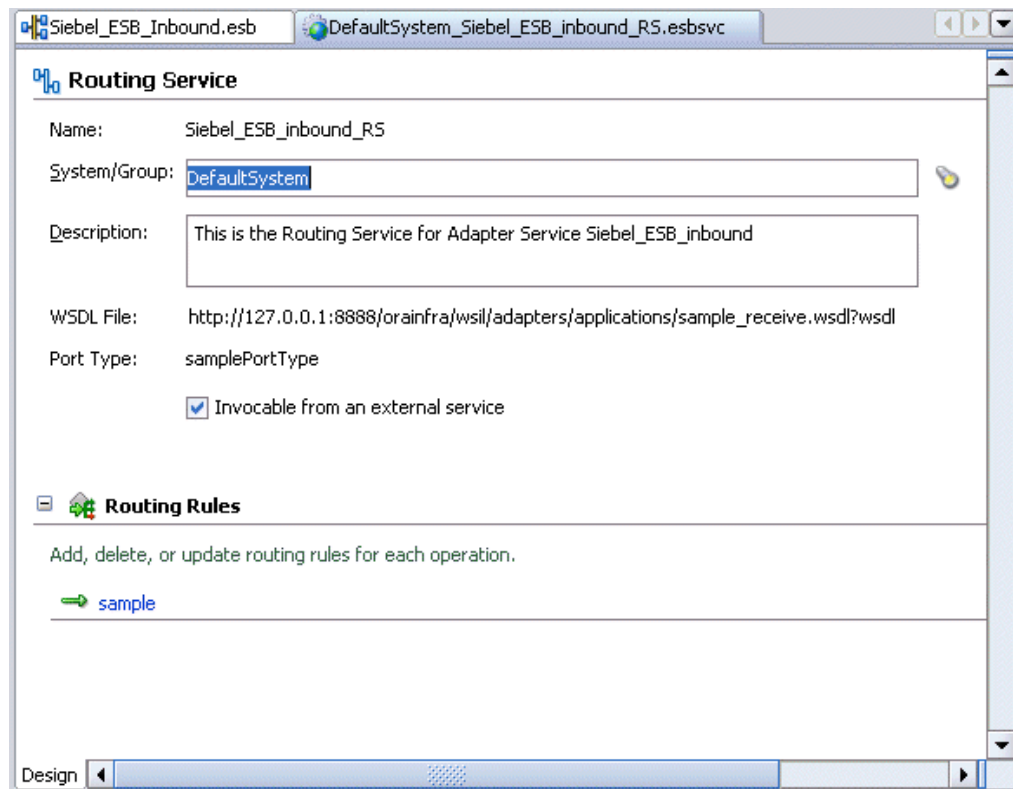 Siebel_ESB_Inbound.esb DefaultSystem_Siebel_ESB_inbound_RS.esbsvc
Routing Service
Name: Siebel_ESB_inbound_RS
System/Group: DefaultSystem
Description: This is the Routing Service for Adapter Service Siebel_ESB_inbound
WSDL File: http://127.0.0.1:8888/orainfra/wsil/adapters/applications/sample_receive.wsdl?wsdl
Port Type: samplePortType
Invocable from an external service
Routing Rules
Add, delete, or update routing rules for each operation.
sample
Design